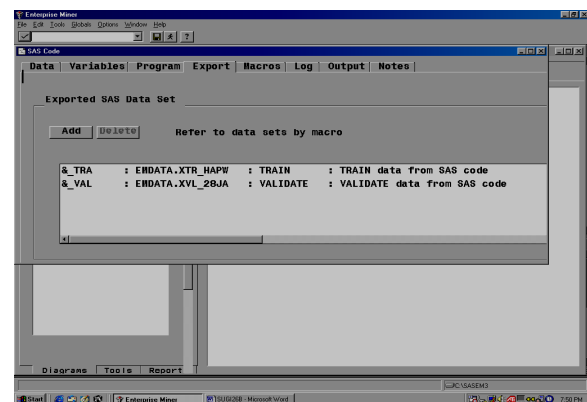 Enterprise Miner
File Edit Tools Globals Options Window Help
SAS Code
Data Variables Program Export Macros Log Output Notes
Exported SAS Data Set
Add Delete Refer to data sets by macro
&_TRA : EMDATA.XTR_HAPW : TRAIN : TRAIN data from SAS code
&_VAL : EMDATA.XVL_28JA : VALIDATE : VALIDATE data from SAS code
Diagrams Tools Report
C:\SASEM3
Start Enterprise Miner SUGI26B - Microsoft Word 7:50 PM